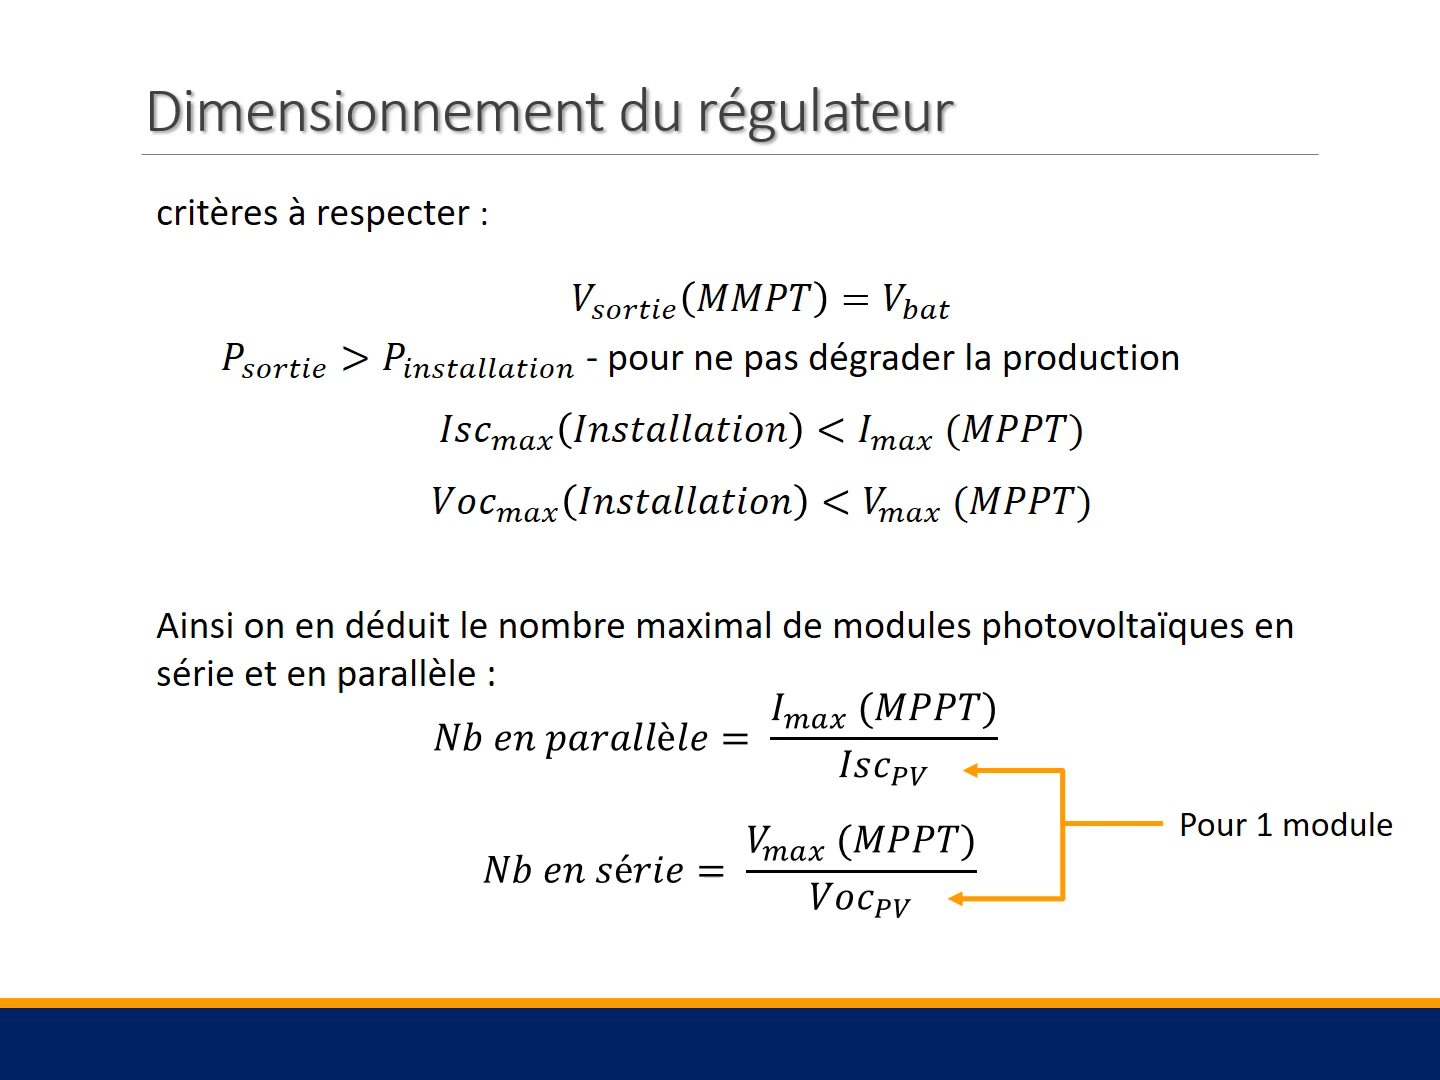 Dimensionnement du régulateur
critères à respecter :
V_sortie(MMPT) = V_bat
P_sortie > P_installation - pour ne pas dégrader la production
Isc_max(Installation) < I_max (MPPT)
Voc_max(Installation) < V_max (MPPT)
Ainsi on en déduit le nombre maximal de modules photovoltaïques en
série et en parallèle :
Nb en parallèle = I_max (MPPT) / Isc_PV
Nb en série = V_max (MPPT) / Voc_PV
Pour 1 module